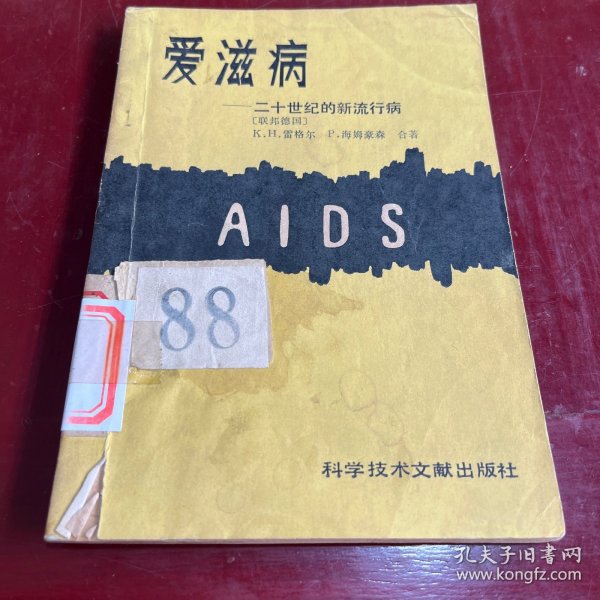 爱滋病
——二十世纪的新流行病
[联邦德国]
K.H.雷格尔 P.海姆豪森 合著
AIDS
88
科学技术文献出版社
孔夫子旧书网
www.kongfz.com